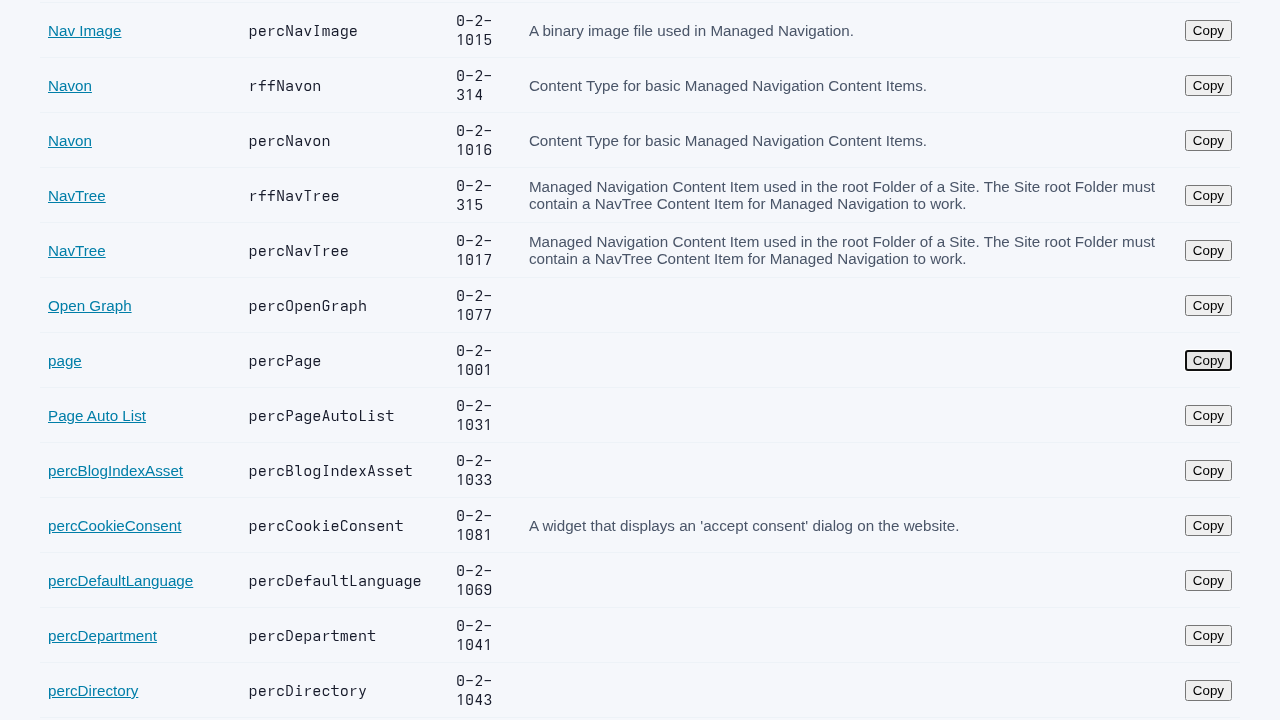 Nav Image percNavImage 0-2-1015 A binary image file used in Managed Navigation. Copy
Navon rffNavon 0-2-314 Content Type for basic Managed Navigation Content Items. Copy
Navon percNavon 0-2-1016 Content Type for basic Managed Navigation Content Items. Copy
NavTree rffNavTree 0-2-315 Managed Navigation Content Item used in the root Folder of a Site. The Site root Folder must contain a NavTree Content Item for Managed Navigation to work. Copy
NavTree percNavTree 0-2-1017 Managed Navigation Content Item used in the root Folder of a Site. The Site root Folder must contain a NavTree Content Item for Managed Navigation to work. Copy
Open Graph percOpenGraph 0-2-1077 Copy
page percPage 0-2-1001 Copy
Page Auto List percPageAutoList 0-2-1031 Copy
percBlogIndexAsset percBlogIndexAsset 0-2-1033 Copy
percCookieConsent percCookieConsent 0-2-1081 A widget that displays an 'accept consent' dialog on the website. Copy
percDefaultLanguage percDefaultLanguage 0-2-1069 Copy
percDepartment percDepartment 0-2-1041 Copy
percDirectory percDirectory 0-2-1043 Copy